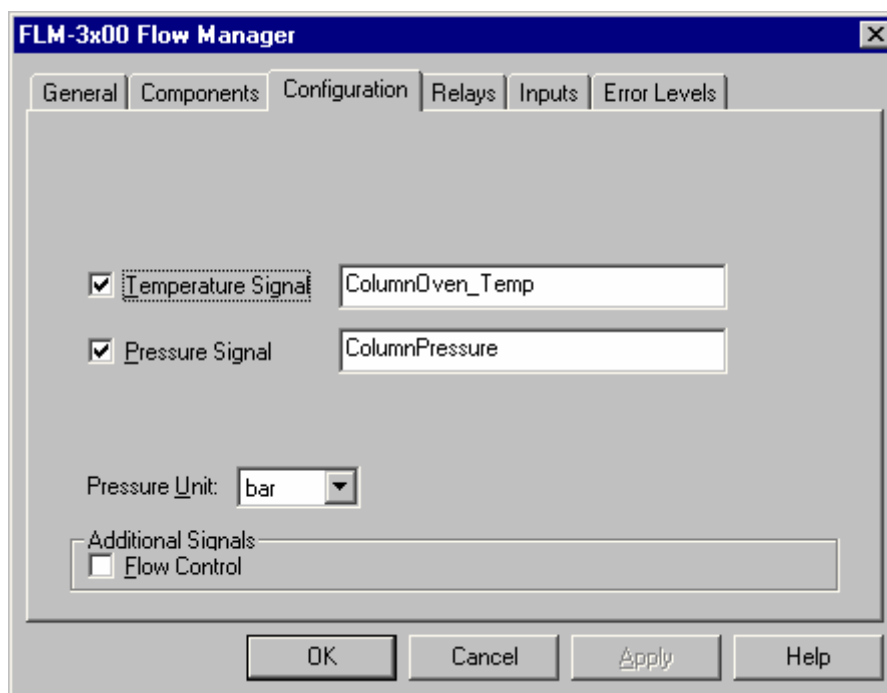 FLM-3x00 Flow Manager
General Components Configuration Relays Inputs Error Levels
Temperature Signal ColumnOven_Temp
Pressure Signal ColumnPressure
Pressure Unit: bar
Additional Signals
Flow Control
OK Cancel Apply Help